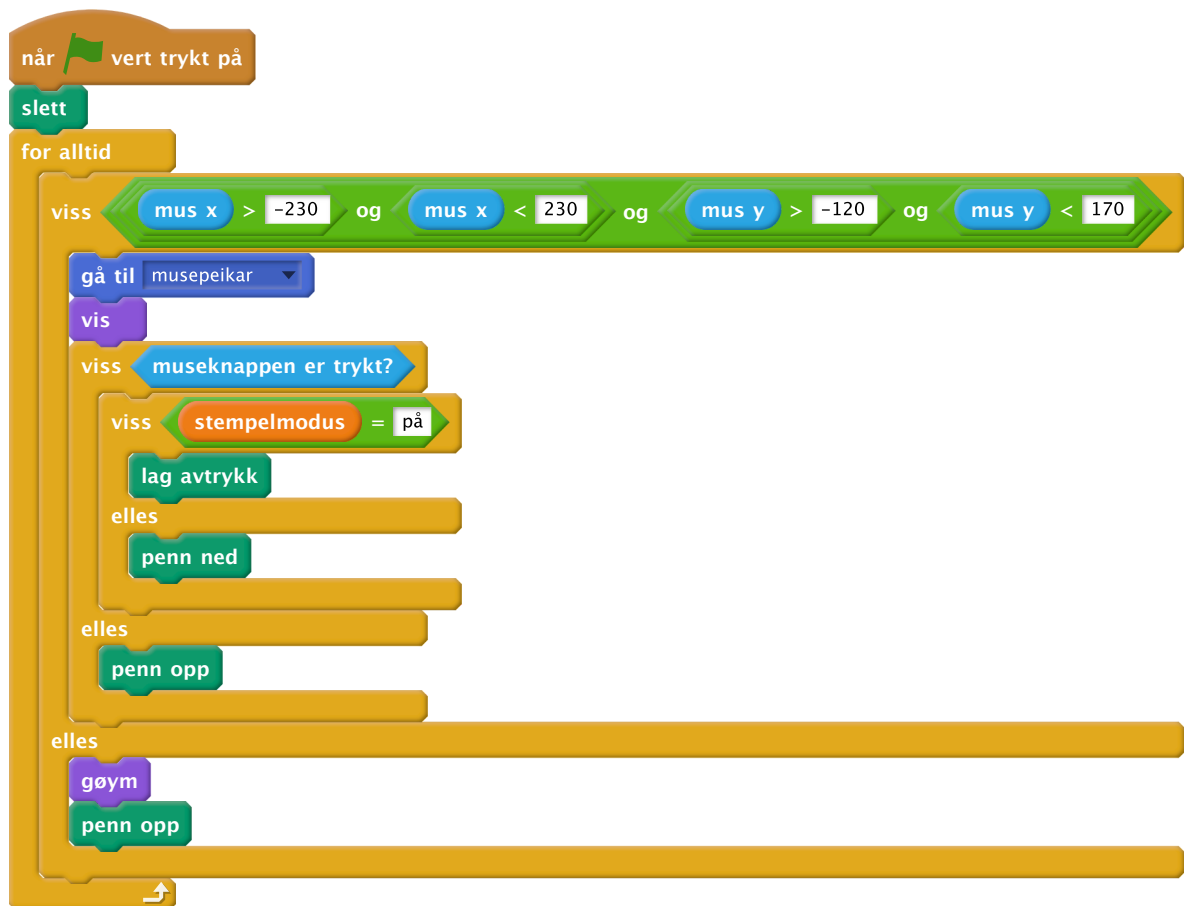 når vert trykt på
slett
for alltid
viss mus x > -230 og mus x < 230 og mus y > -120 og mus y < 170
gå til musepeikar
vis
viss museknappen er trykt?
viss stempelmodus = på
lag avtrykk
elles
penn ned
elles
penn opp
elles
gøym
penn opp